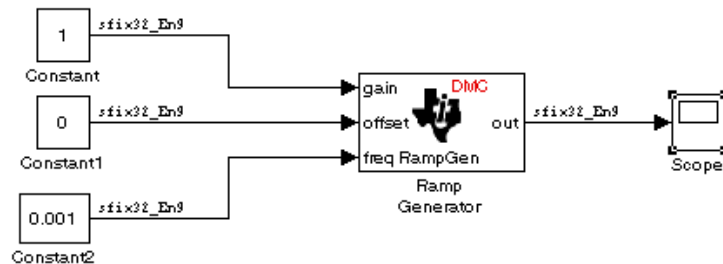 sfix32_En9
1
Constant
sfix32_En9
0
Constant1
sfix32_En9
0.001
Constant2
gain
DMC
offset
out
freq RampGen
Ramp
Generator
sfix32_En9
Scope